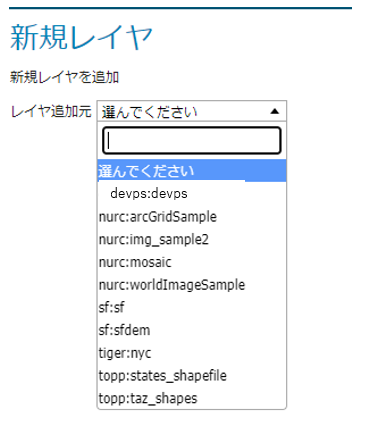 新規レイヤ
新規レイヤを追加
レイヤ追加元 選んでください
選んでください
devps:devps
nurc:arcGridSample
nurc:img_sample2
nurc:mosaic
nurc:worldImageSample
sf:sf
sf:sfdem
tiger:nyc
topp:states_shapefile
topp:taz_shapes